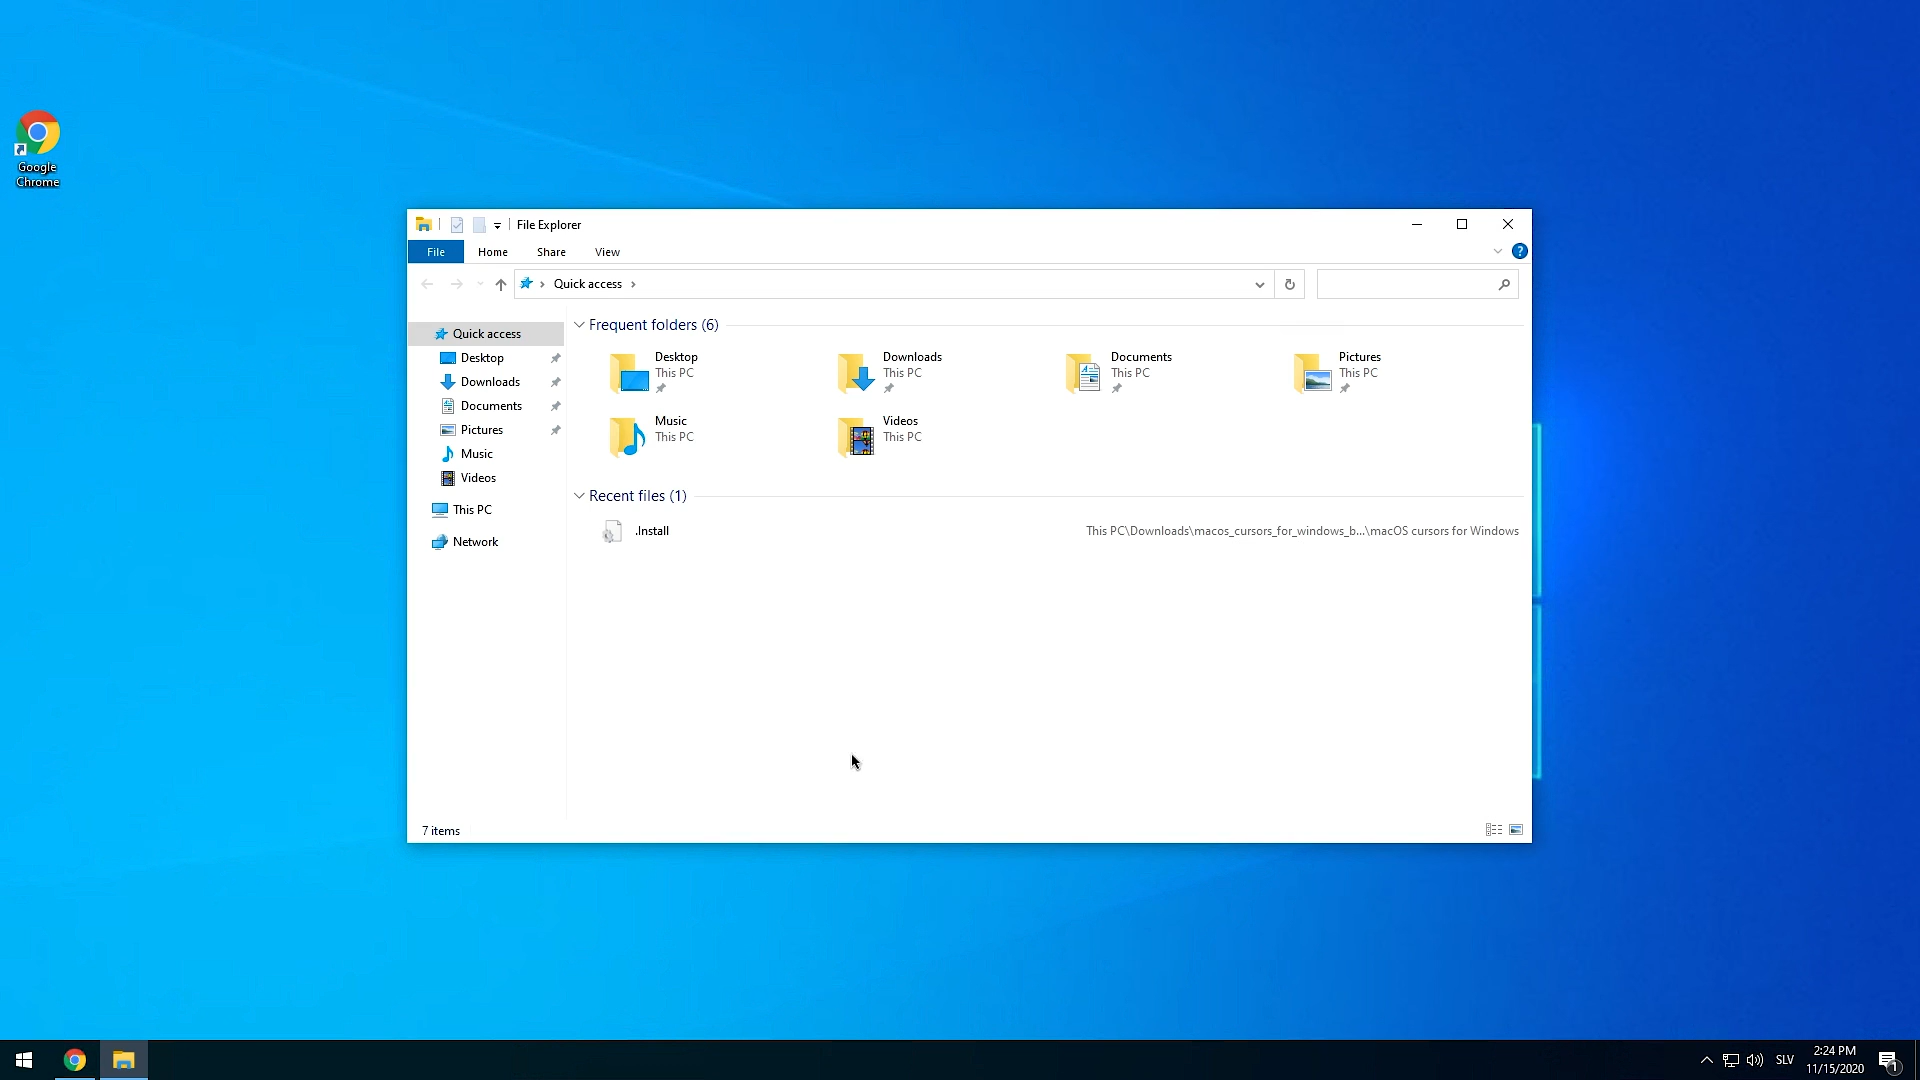 Google
Chrome
File Explorer
File
Home
Share
View
?
Quick access
Quick access
Desktop
Downloads
Documents
Pictures
Music
Videos
This PC
Network
Frequent folders (6)
Desktop
This PC
Downloads
This PC
Documents
This PC
Pictures
This PC
Music
This PC
Videos
This PC
Recent files (1)
.Install
This PC\Downloads\macos_cursors_for_windows_b...\macOS cursors for Windows
7 items
SLV
2:24 PM
11/15/2020
1